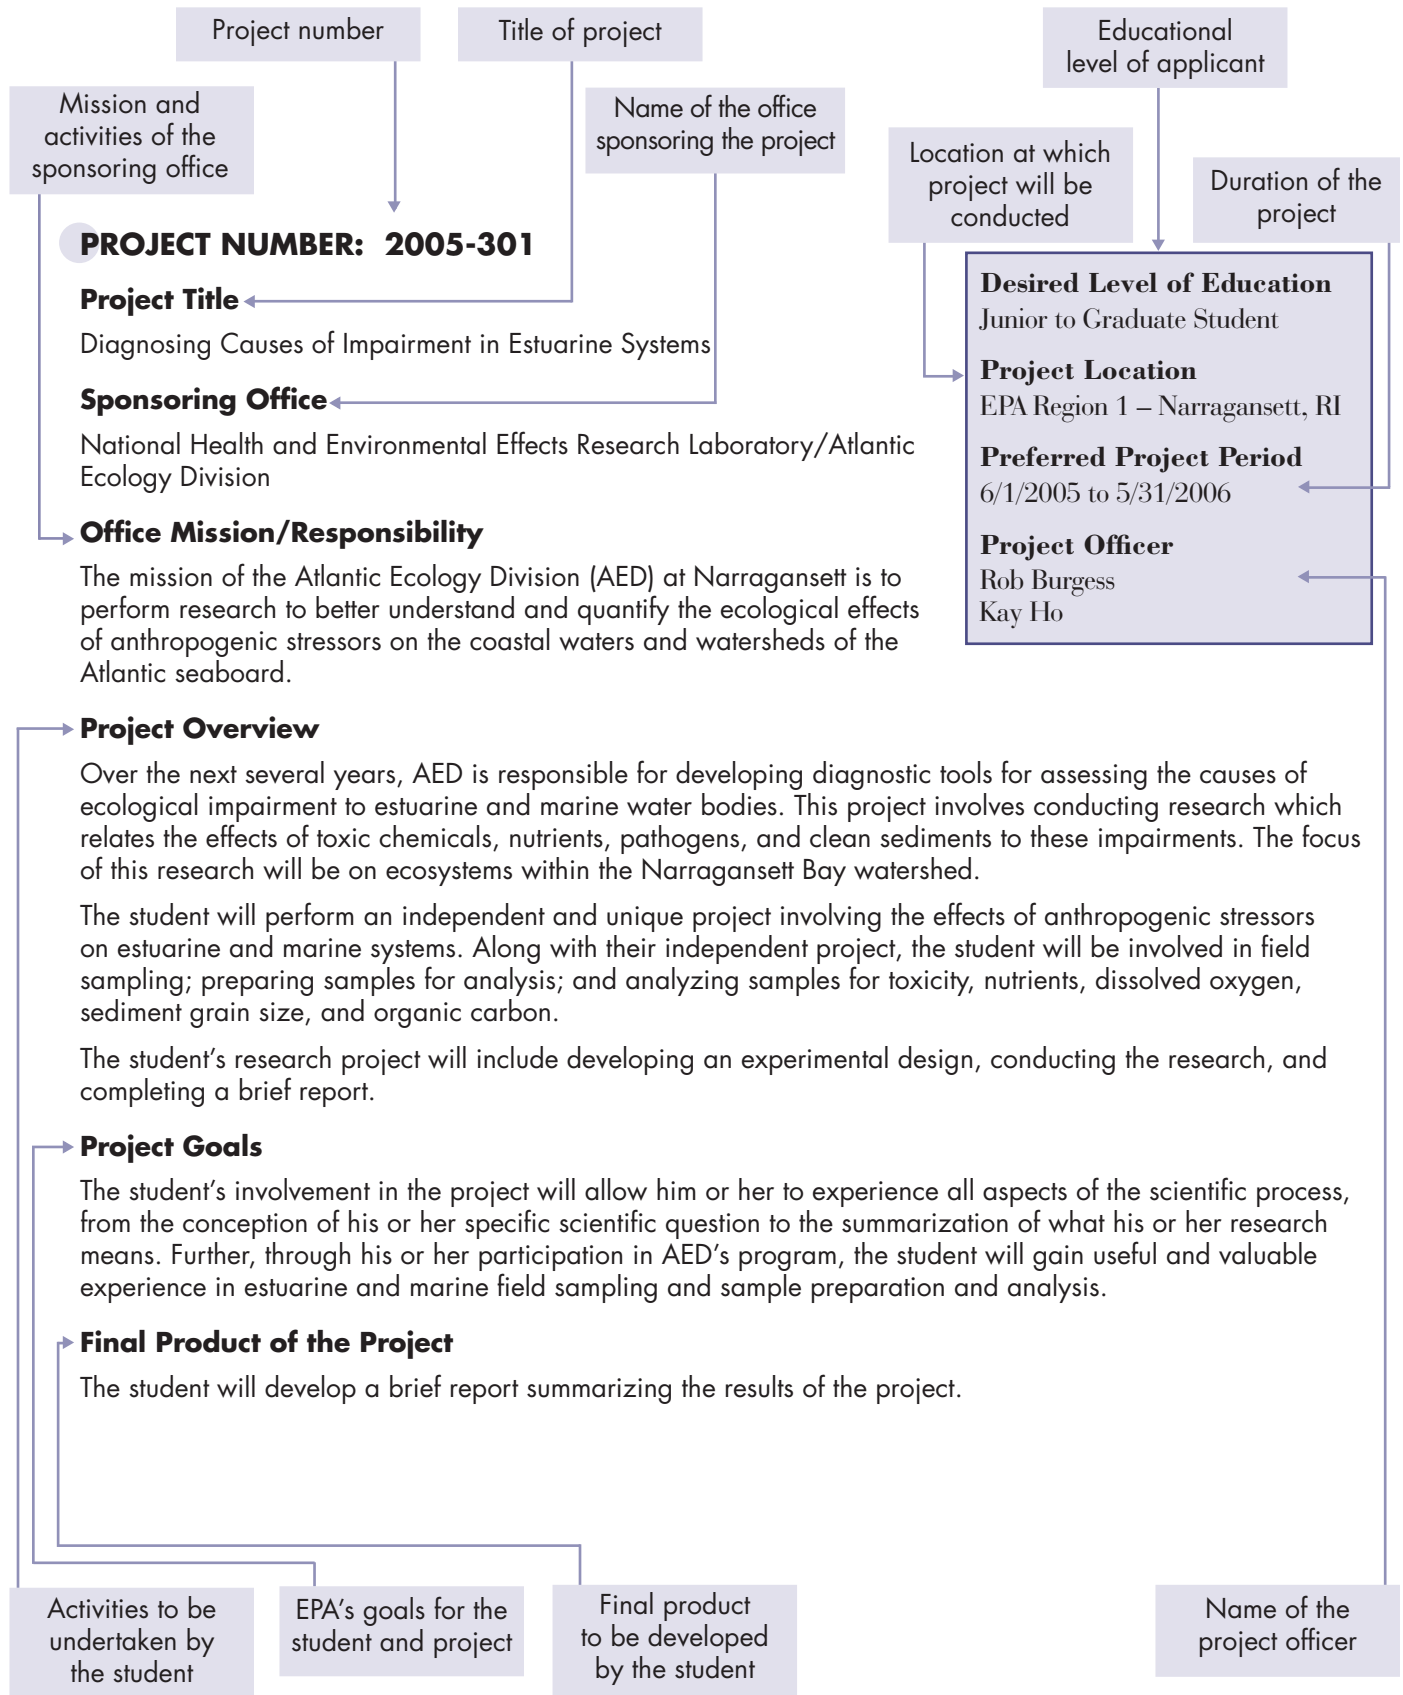 Project number
Title of project
Educational
level of applicant
Mission and
activities of the
sponsoring office
Name of the office
sponsoring the project
Location at which
project will be
conducted
Duration of the
project
PROJECT NUMBER: 2005-301
Project Title
Diagnosing Causes of Impairment in Estuarine Systems
Sponsoring Office
National Health and Environmental Effects Research Laboratory/Atlantic
Ecology Division
Office Mission/Responsibility
The mission of the Atlantic Ecology Division (AED) at Narragansett is to
perform research to better understand and quantify the ecological effects
of anthropogenic stressors on the coastal waters and watersheds of the
Atlantic seaboard.
Desired Level of Education
Junior to Graduate Student
Project Location
EPA Region 1 – Narragansett, RI
Preferred Project Period
6/1/2005 to 5/31/2006
Project Officer
Rob Burgess
Kay Ho
Project Overview
Over the next several years, AED is responsible for developing diagnostic tools for assessing the causes of
ecological impairment to estuarine and marine water bodies. This project involves conducting research which
relates the effects of toxic chemicals, nutrients, pathogens, and clean sediments to these impairments. The focus
of this research will be on ecosystems within the Narragansett Bay watershed.
The student will perform an independent and unique project involving the effects of anthropogenic stressors
on estuarine and marine systems. Along with their independent project, the student will be involved in field
sampling; preparing samples for analysis; and analyzing samples for toxicity, nutrients, dissolved oxygen,
sediment grain size, and organic carbon.
The student’s research project will include developing an experimental design, conducting the research, and
completing a brief report.
Project Goals
The student’s involvement in the project will allow him or her to experience all aspects of the scientific process,
from the conception of his or her specific scientific question to the summarization of what his or her research
means. Further, through his or her participation in AED’s program, the student will gain useful and valuable
experience in estuarine and marine field sampling and sample preparation and analysis.
Final Product of the Project
The student will develop a brief report summarizing the results of the project.
Activities to be
undertaken by
the student
EPA’s goals for the
student and project
Final product
to be developed
by the student
Name of the
project officer